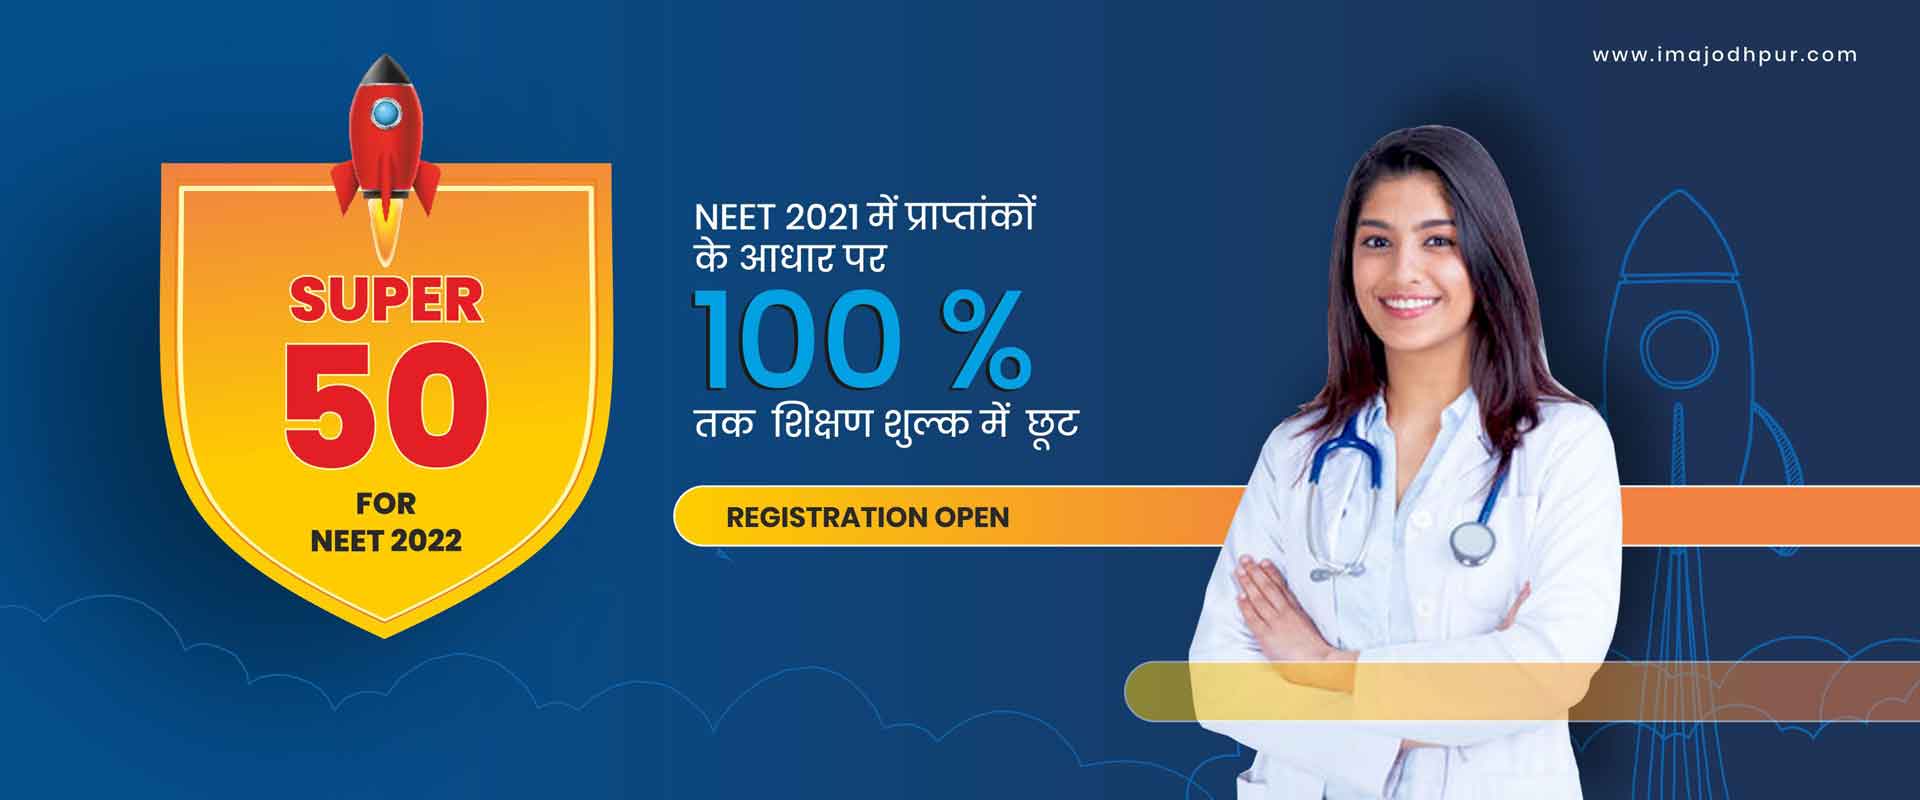 www.imajodhpur.com
SUPER
50
FOR
NEET 2022
NEET 2021 में प्राप्तांकों
के आधार पर
100 %
तक शिक्षण शुल्क में छूट
REGISTRATION OPEN